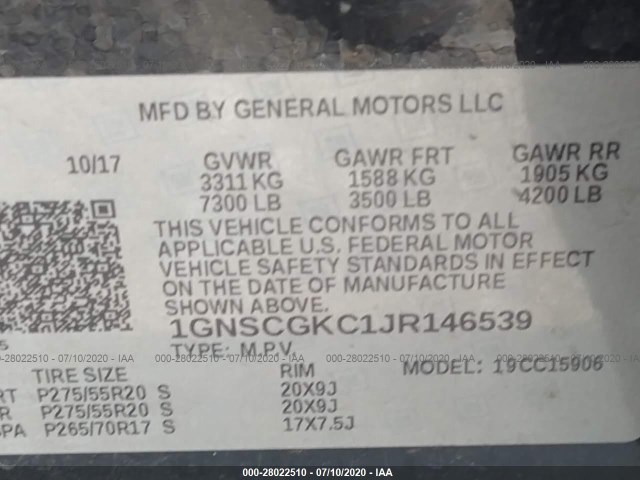 MFD BY GENERAL MOTORS LLC
10/17 GVWR GAWR FRT GAWR RR
3311 KG 1588 KG 1905 KG
7300 LB 3500 LB 4200 LB
THIS VEHICLE CONFORMS TO ALL
APPLICABLE U.S. FEDERAL MOTOR
VEHICLE SAFETY STANDARDS IN EFFECT
ON THE DATE OF MANUFACTURE
SHOWN ABOVE.
1GNSCGKC1JR146539
TYPE: M.P.V. MODEL: 19CC15906
TIRE SIZE RIM
RT P275/55R20 S 20X9J
R P275/55R20 S 20X9J
SPA P265/70R17 S 17X7.5J
000-28022510 - 07/10/2020 - IAA